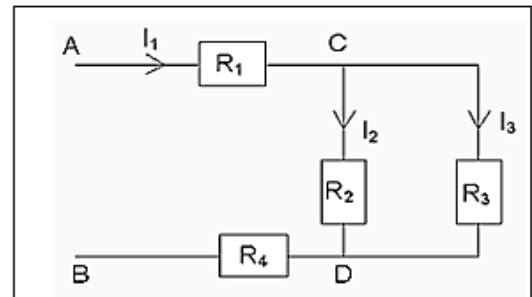 A I₁ R₁ C
I₂ I₃
R₂ R₃
B R₄ D